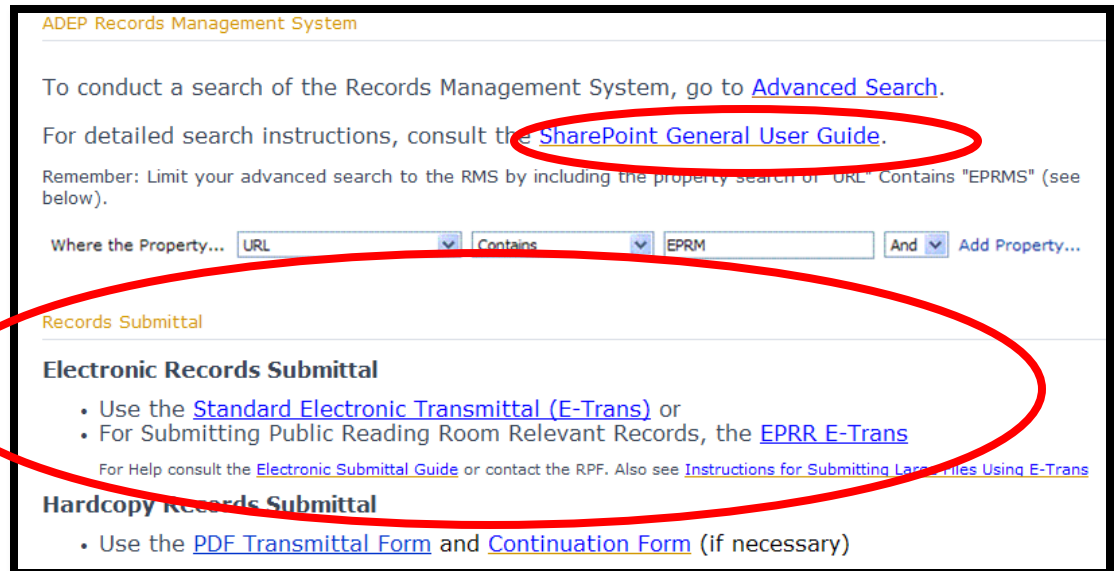 ADEP Records Management System
To conduct a search of the Records Management System, go to Advanced Search.
For detailed search instructions, consult the SharePoint General User Guide.
Remember: Limit your advanced search to the RMS by including the property search of "URL" Contains "EPRMS" (see
below).
Where the Property... URL Contains EPRM And Add Property...
Records Submittal
Electronic Records Submittal
• Use the Standard Electronic Transmittal (E-Trans) or
• For Submitting Public Reading Room Relevant Records, the EPRR E-Trans
For Help consult the Electronic Submittal Guide or contact the RPF. Also see Instructions for Submitting Large Files Using E-Trans
Hardcopy Records Submittal
• Use the PDF Transmittal Form and Continuation Form (if necessary)